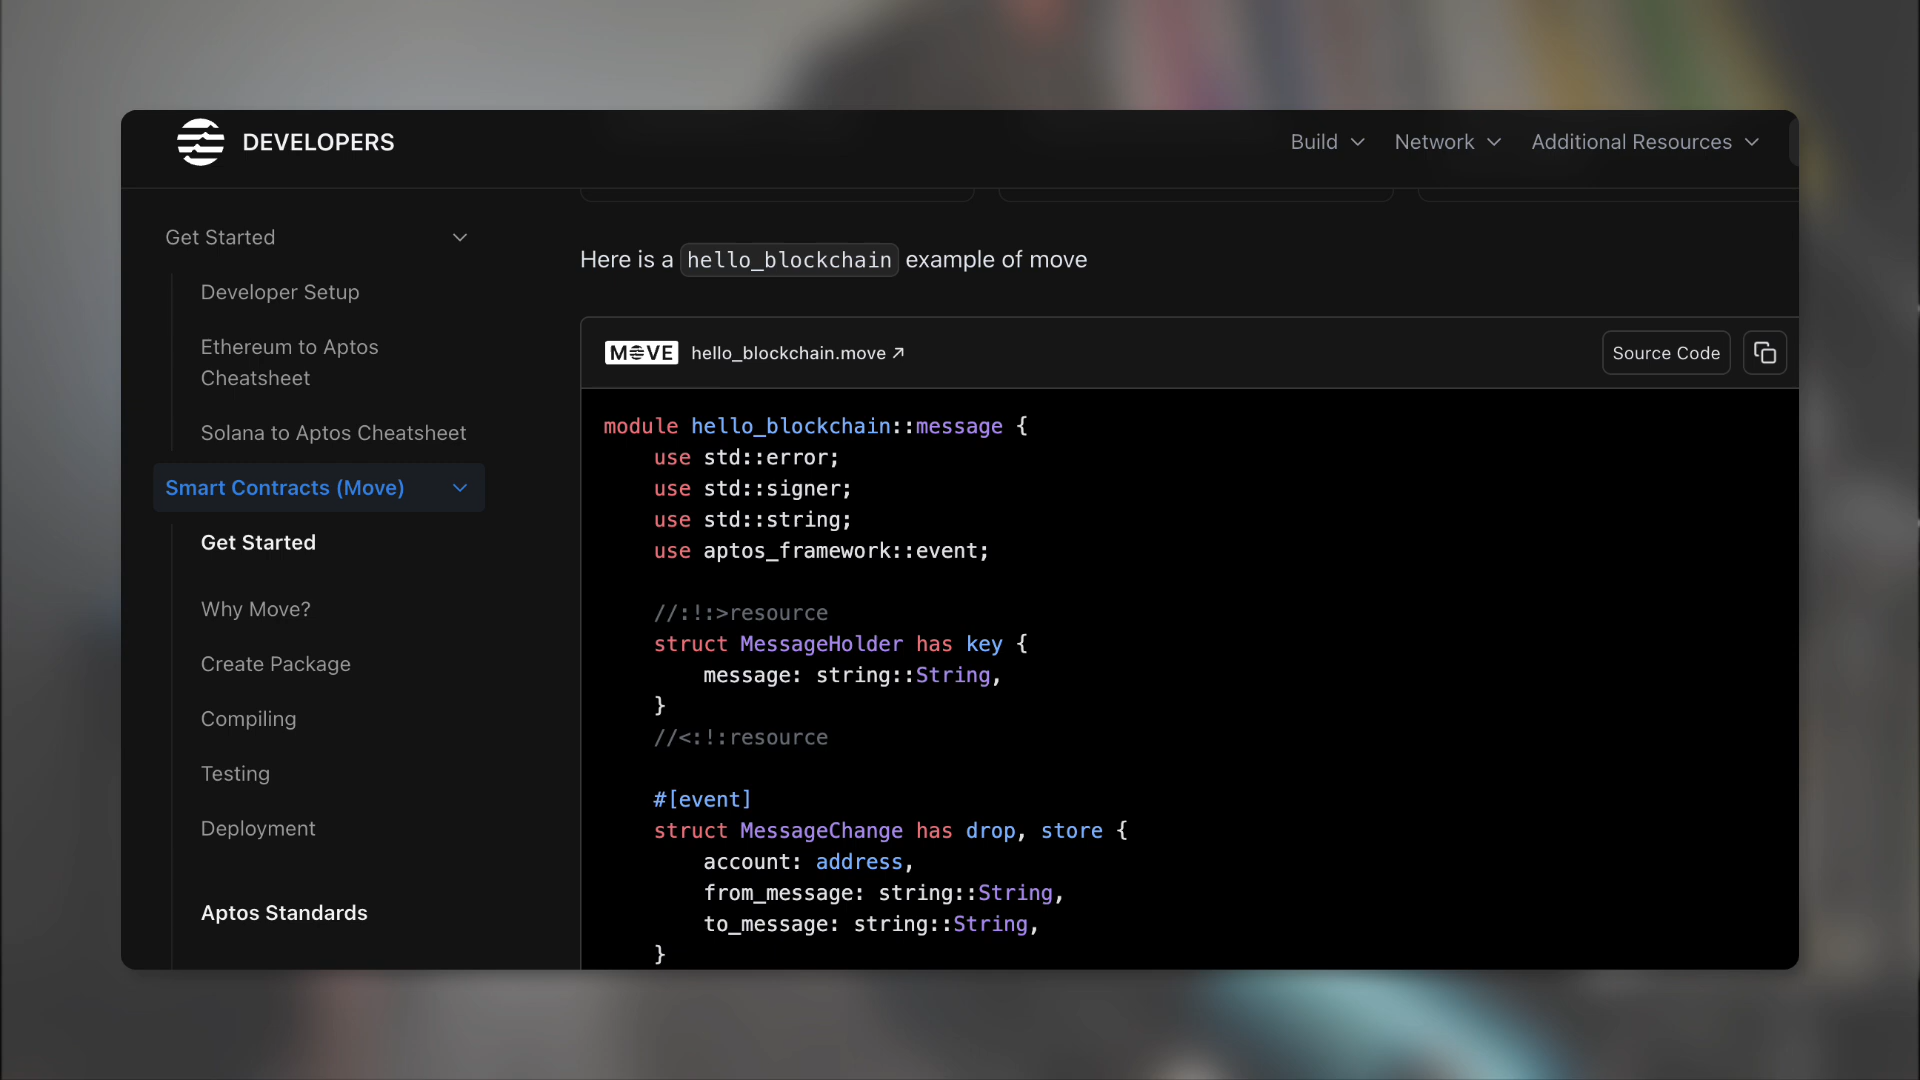 DEVELOPERS
Build
Network
Additional Resources
Get Started
Developer Setup
Ethereum to Aptos
Cheatsheet
Solana to Aptos Cheatsheet
Smart Contracts (Move)
Get Started
Why Move?
Create Package
Compiling
Testing
Deployment
Aptos Standards
Here is a hello_blockchain example of move
MOVE hello_blockchain.move ↗
Source Code
module hello_blockchain::message {
    use std::error;
    use std::signer;
    use std::string;
    use aptos_framework::event;

    //:!:>resource
    struct MessageHolder has key {
        message: string::String,
    }
    //<:!:resource

    #[event]
    struct MessageChange has drop, store {
        account: address,
        from_message: string::String,
        to_message: string::String,
    }